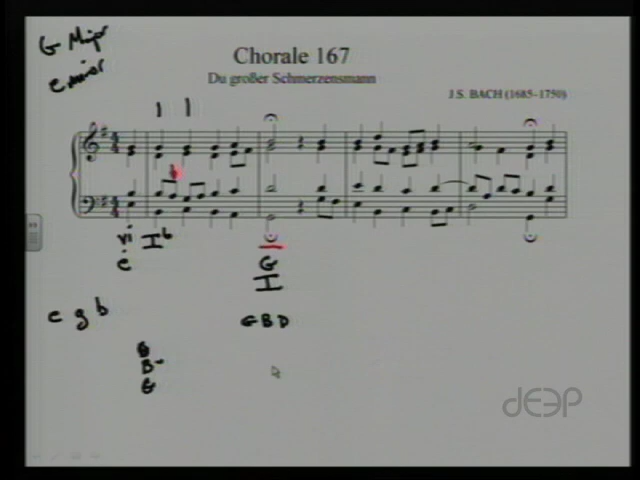 G Major
e minor
Chorale 167
Du großer Schmerzensmann
J.S. BACH (1685–1750)
vi I6
e
G
I
e g b
G B D
G
B
G
deep